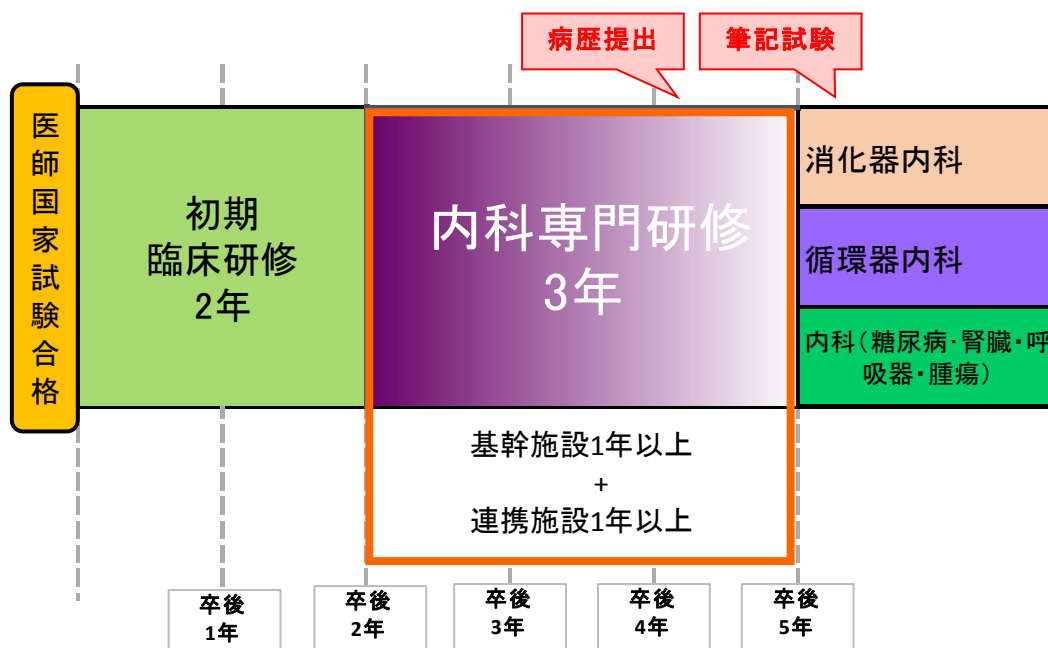 病歴提出
筆記試験
医師国家試験合格
初期
臨床研修
2年
内科専門研修
3年
消化器内科
循環器内科
内科（糖尿病・腎臓・呼
吸器・腫瘍）
基幹施設1年以上
+
連携施設1年以上
卒後
1年
卒後
2年
卒後
3年
卒後
4年
卒後
5年